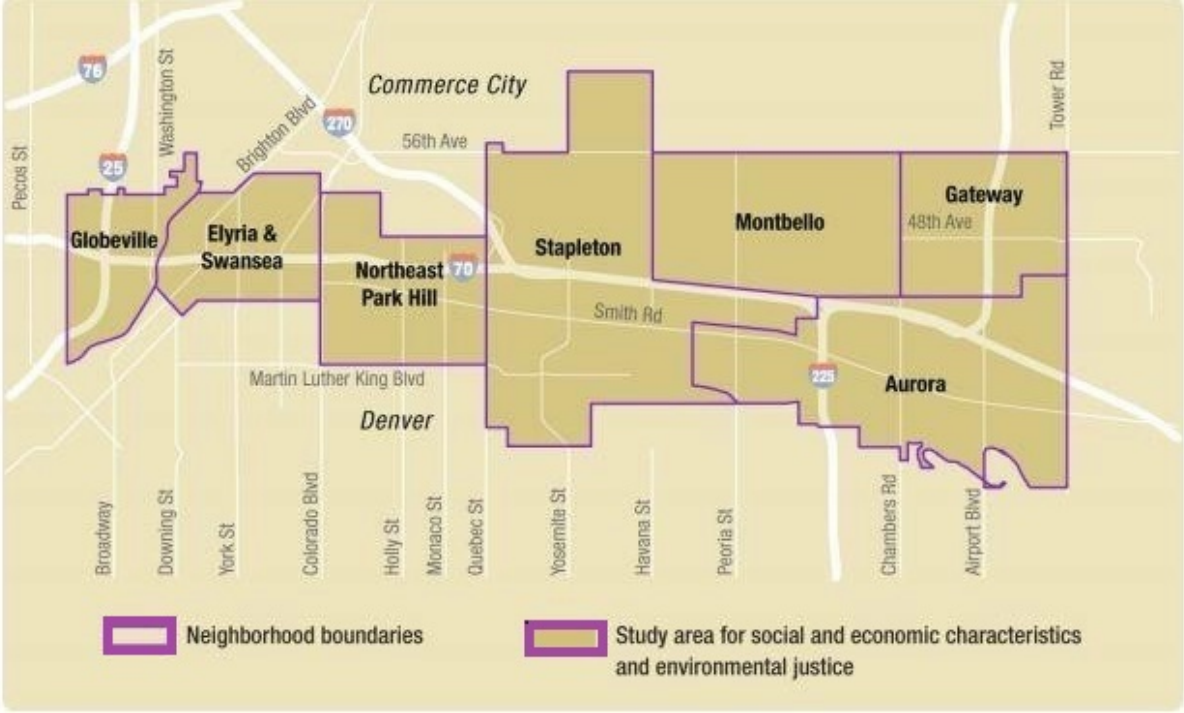 Commerce City
76
270
25
Washington St
Brighton Blvd
56th Ave
Tower Rd
Pecos St
Globeville
Elyria &
Swansea
Northeast
Park Hill
70
Stapleton
Montbello
Gateway
48th Ave
Smith Rd
225
Aurora
Martin Luther King Blvd
Denver
Broadway
Downing St
York St
Colorado Blvd
Holly St
Monaco St
Quebec St
Yosemite St
Havana St
Peoria St
Chambers Rd
Airport Blvd
Neighborhood boundaries
Study area for social and economic characteristics
and environmental justice